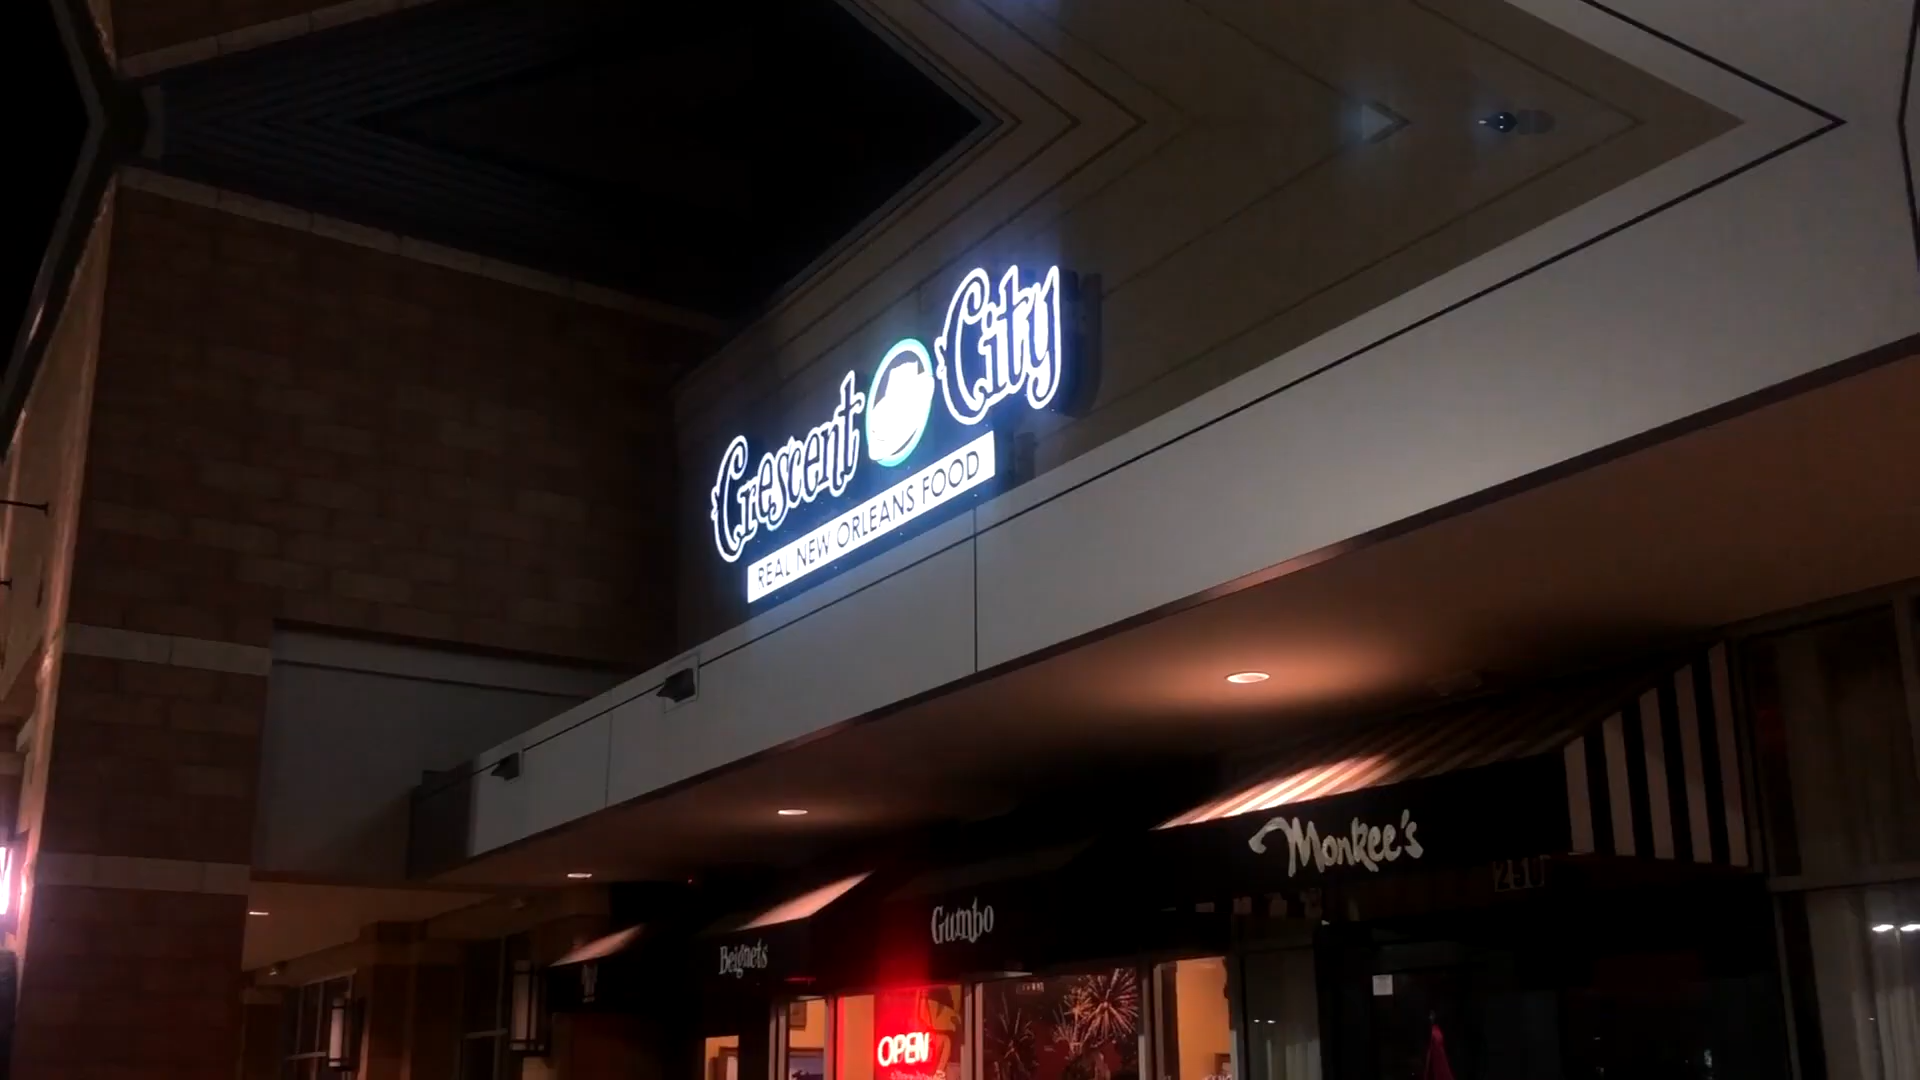 Crescent City
REAL NEW ORLEANS FOOD
Monkee's
Gumbo
Beignets
OPEN